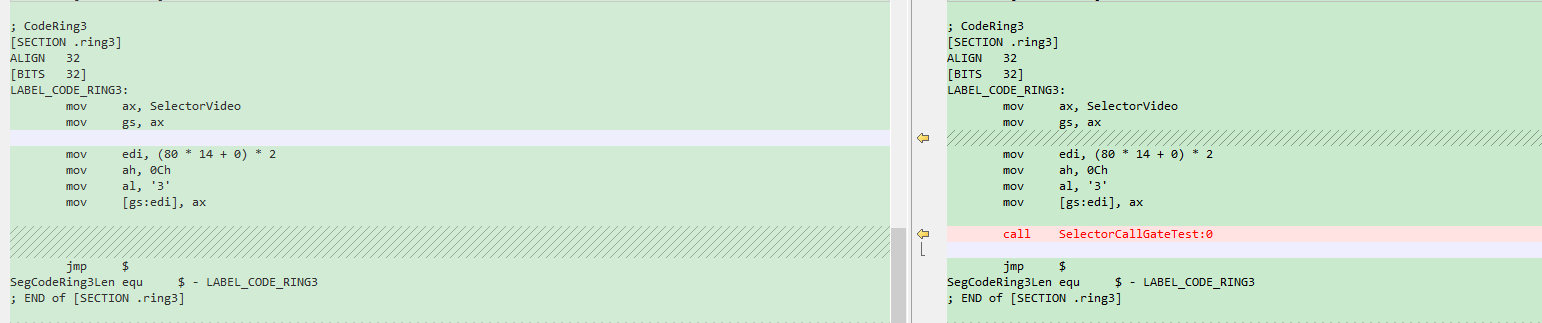 ; CodeRing3
[SECTION .ring3]
ALIGN   32
[BITS   32]
LABEL_CODE_RING3:
        mov     ax, SelectorVideo
        mov     gs, ax
        mov     edi, (80 * 14 + 0) * 2
        mov     ah, 0Ch
        mov     al, '3'
        mov     [gs:edi], ax
        jmp     $
SegCodeRing3Len equ     $ - LABEL_CODE_RING3
; END of [SECTION .ring3]
; CodeRing3
[SECTION .ring3]
ALIGN   32
[BITS   32]
LABEL_CODE_RING3:
        mov     ax, SelectorVideo
        mov     gs, ax
        mov     edi, (80 * 14 + 0) * 2
        mov     ah, 0Ch
        mov     al, '3'
        mov     [gs:edi], ax
        call    SelectorCallGateTest:0
        jmp     $
SegCodeRing3Len equ     $ - LABEL_CODE_RING3
; END of [SECTION .ring3]